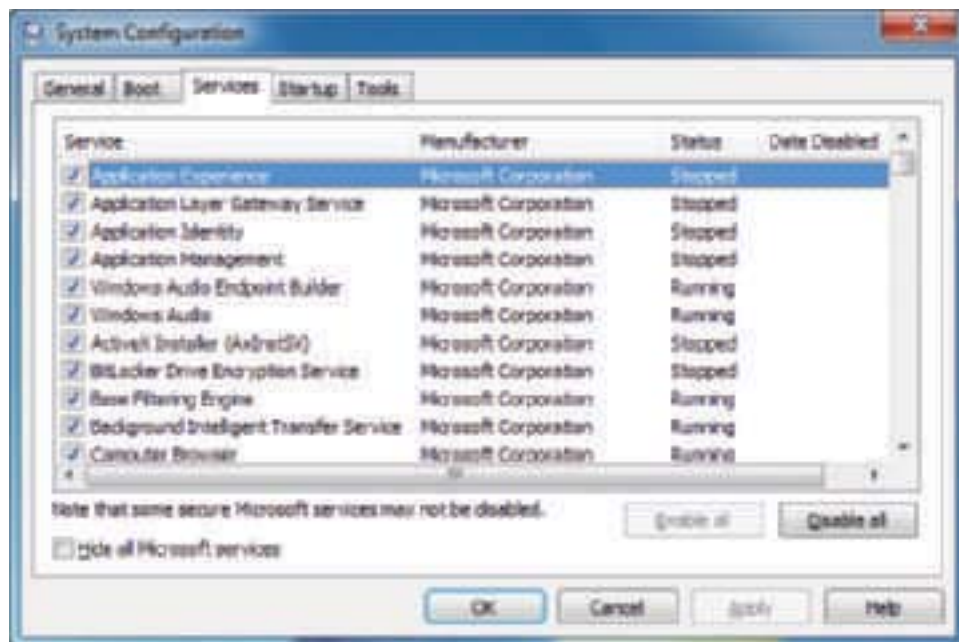 System Configuration
General Boot Services Startup Tools
Service Manufacturer Status Date Disabled
Application Experience Microsoft Corporation Stopped
Application Layer Gateway Service Microsoft Corporation Stopped
Application Identity Microsoft Corporation Stopped
Application Management Microsoft Corporation Stopped
Windows Audio Endpoint Builder Microsoft Corporation Running
Windows Audio Microsoft Corporation Running
ActiveX Installer (AxInstSV) Microsoft Corporation Stopped
BitLocker Drive Encryption Service Microsoft Corporation Stopped
Base Filtering Engine Microsoft Corporation Running
Background Intelligent Transfer Service Microsoft Corporation Running
Computer Browser Microsoft Corporation Running
Note that some secure Microsoft services may not be disabled.
Enable all Disable all
Hide all Microsoft services
OK Cancel Apply Help